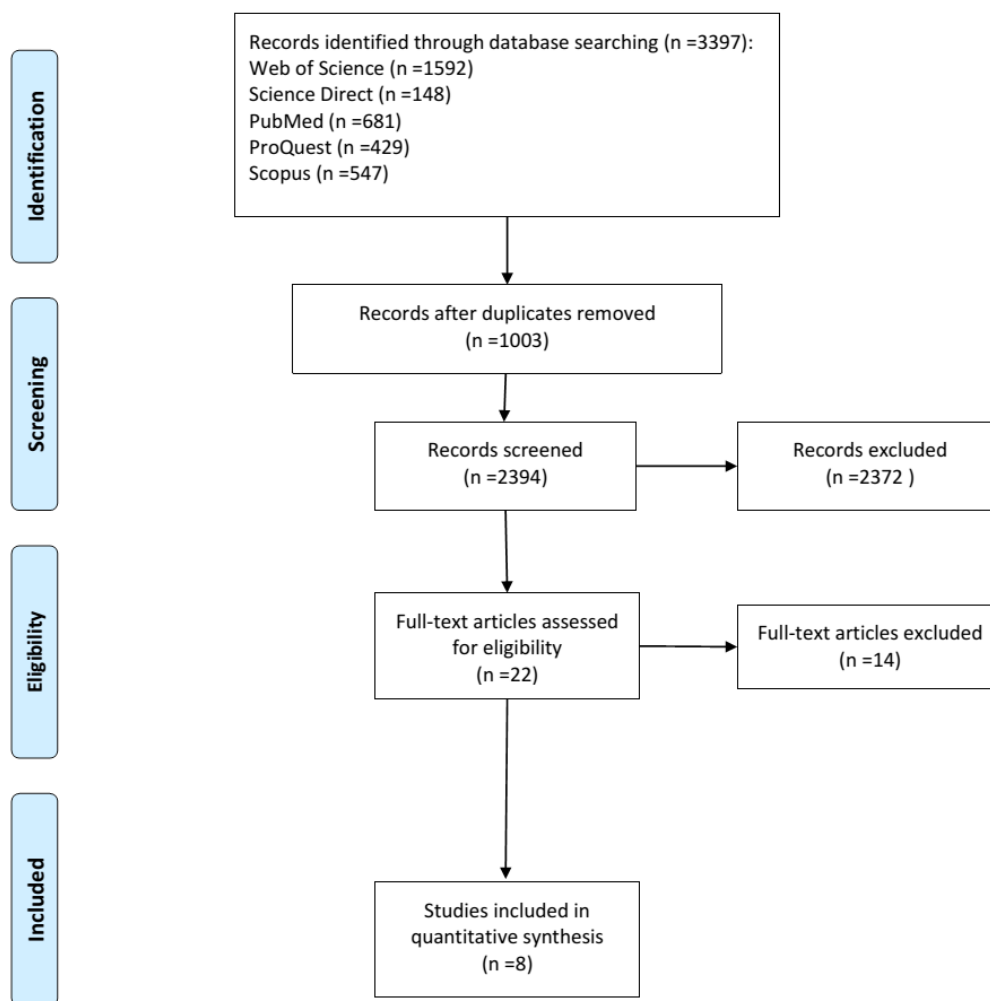 Identification
Records identified through database searching (n =3397):
Web of Science (n =1592)
Science Direct (n =148)
PubMed (n =681)
ProQuest (n =429)
Scopus (n =547)
Screening
Records after duplicates removed
(n =1003)
Records screened
(n =2394)
Records excluded
(n =2372 )
Eligibility
Full-text articles assessed
for eligibility
(n =22)
Full-text articles excluded
(n =14)
Included
Studies included in
quantitative synthesis
(n =8)